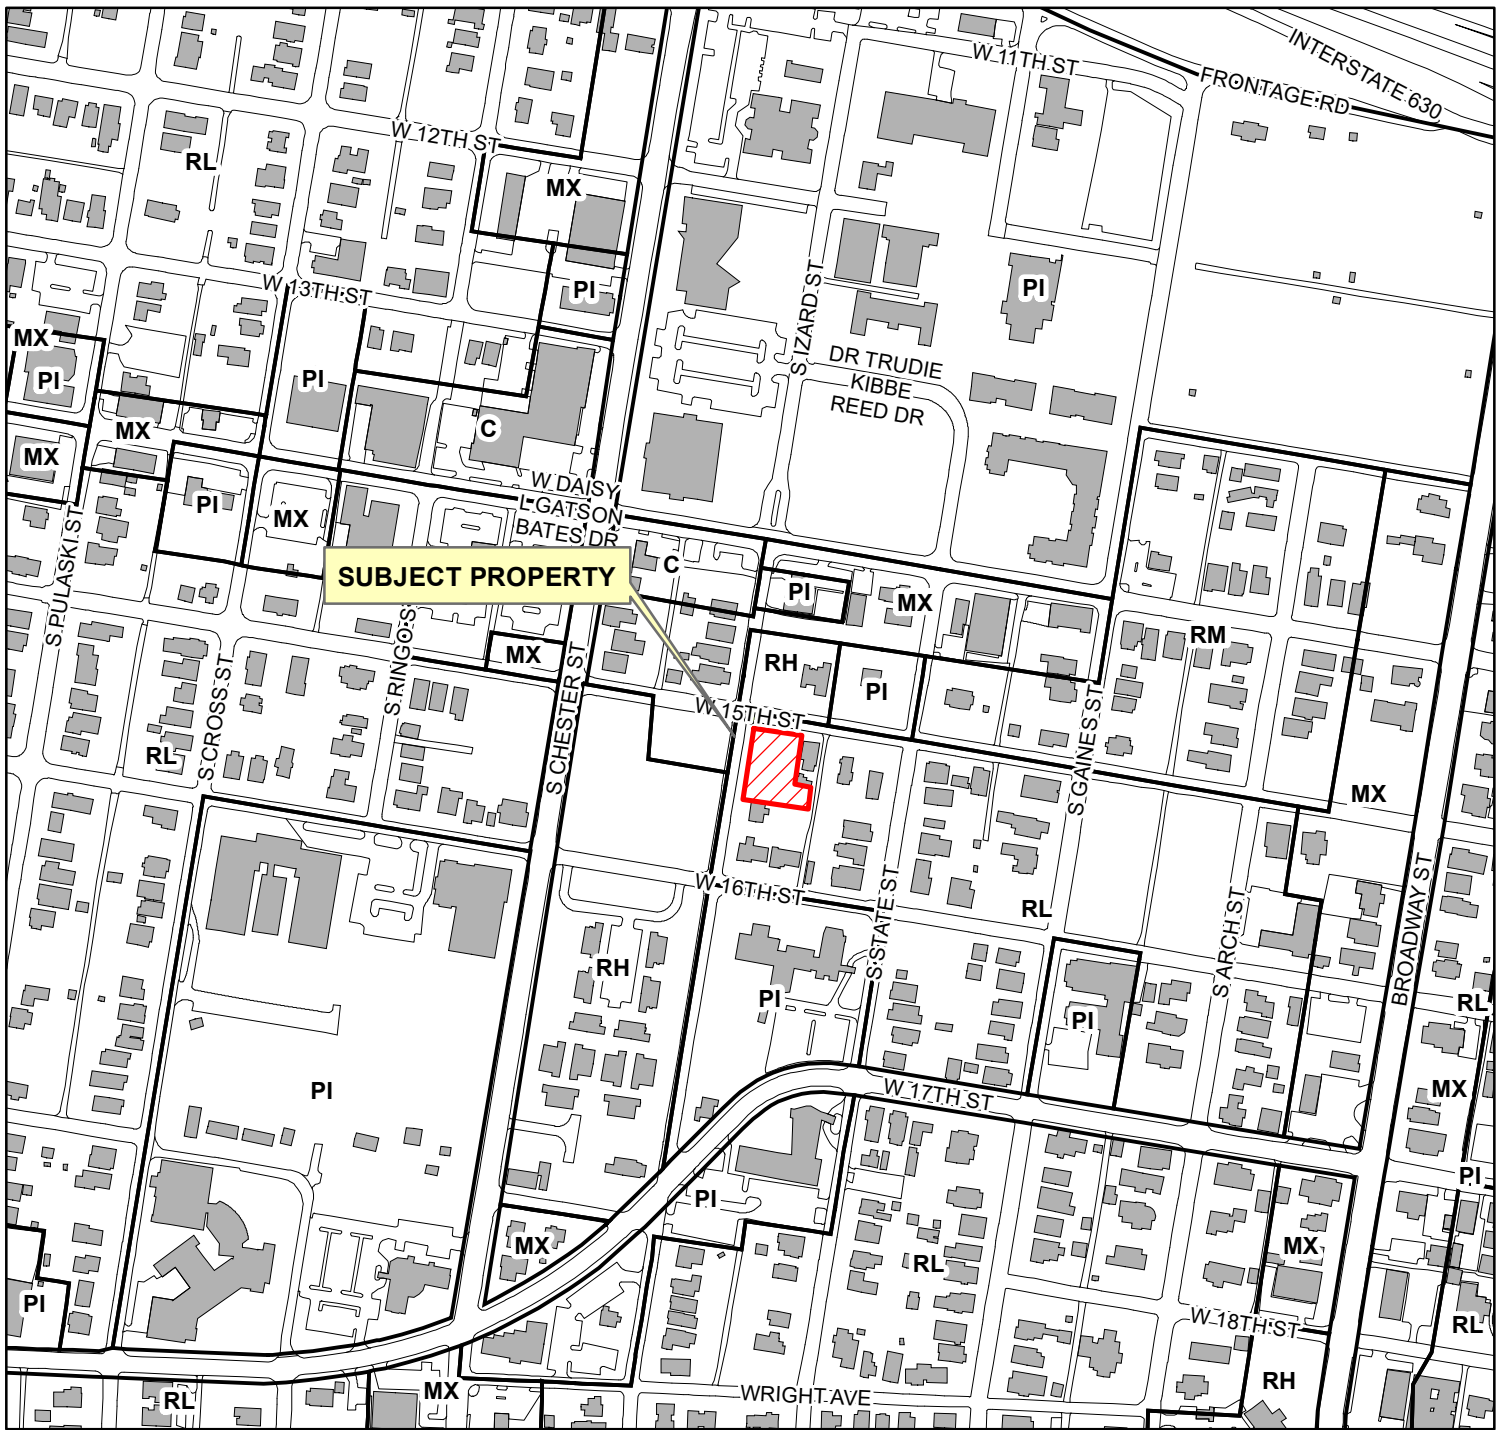 W 11TH ST
INTERSTATE 630
FRONTAGE RD
W 12TH ST
RL
MX
W 13TH ST
PI
S IZARD ST
PI
MX
PI
PI
DR TRUDIE
KIBBE
REED DR
MX
C
MX
PI
MX
W DAISY
L GATSON
BATES DR
S PULASKI ST
SUBJECT PROPERTY
C
PI
MX
RM
S CROSS ST
S RINGO S
MX
S CHESTER ST
RH
PI
W 15TH ST
S GAINES ST
RL
MX
W 16TH ST
S STATE ST
RL
S ARCH ST
BROADWAY ST
RH
PI
PI
RL
PI
W 17TH ST
MX
PI
PI
MX
RL
MX
PI
W 18TH ST
RL
RL
MX
WRIGHT AVE
RH